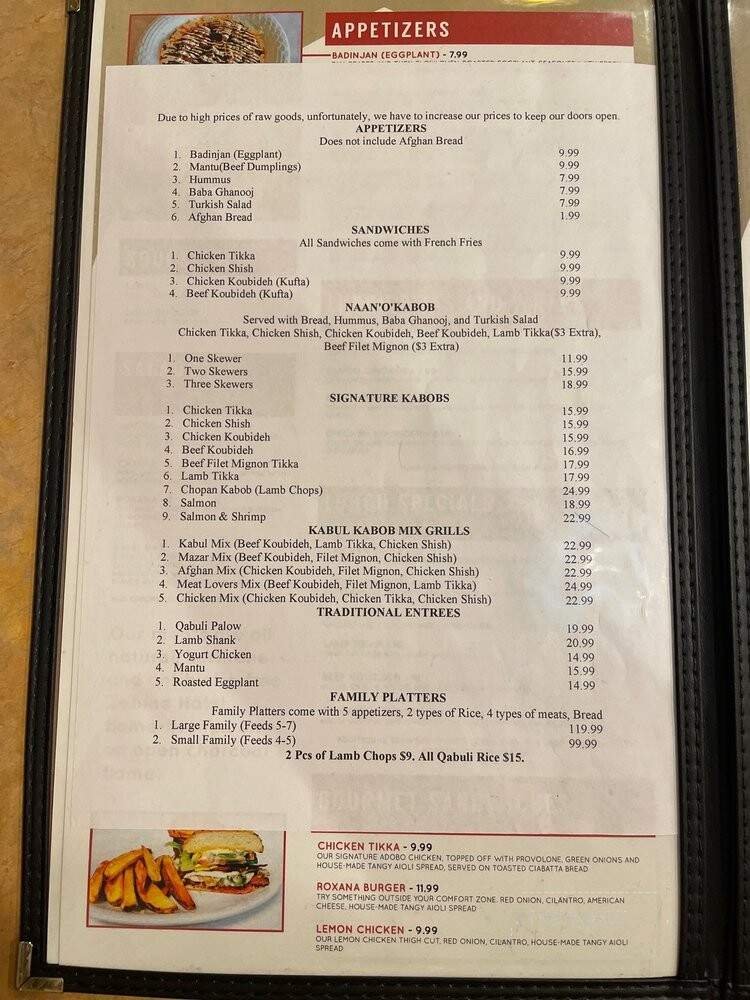 APPETIZERS
BADINJAN (EGGPLANT) - 7.99
Due to high prices of raw goods, unfortunately, we have to increase our prices to keep our doors open.
APPETIZERS
Does not include Afghan Bread
1. Badinjan (Eggplant) 9.99
2. Mantu(Beef Dumplings) 9.99
3. Hummus 7.99
4. Baba Ghanooj 7.99
5. Turkish Salad 7.99
6. Afghan Bread 1.99
SANDWICHES
All Sandwiches come with French Fries
1. Chicken Tikka 9.99
2. Chicken Shish 9.99
3. Chicken Koubideh (Kufta) 9.99
4. Beef Koubideh (Kufta) 9.99
NAAN'O'KABOB
Served with Bread, Hummus, Baba Ghanooj, and Turkish Salad
Chicken Tikka, Chicken Shish, Chicken Koubideh, Beef Koubideh, Lamb Tikka($3 Extra),
Beef Filet Mignon ($3 Extra)
1. One Skewer 11.99
2. Two Skewers 15.99
3. Three Skewers 18.99
SIGNATURE KABOBS
1. Chicken Tikka 15.99
2. Chicken Shish 15.99
3. Chicken Koubideh 15.99
4. Beef Koubideh 16.99
5. Beef Filet Mignon Tikka 17.99
6. Lamb Tikka 17.99
7. Chopan Kabob (Lamb Chops) 24.99
8. Salmon 18.99
9. Salmon & Shrimp 22.99
KABUL KABOB MIX GRILLS
1. Kabul Mix (Beef Koubideh, Lamb Tikka, Chicken Shish) 22.99
2. Mazar Mix (Beef Koubideh, Filet Mignon, Chicken Shish) 22.99
3. Afghan Mix (Chicken Koubideh, Filet Mignon, Chicken Shish) 22.99
4. Meat Lovers Mix (Beef Koubideh, Filet Mignon, Lamb Tikka) 24.99
5. Chicken Mix (Chicken Koubideh, Chicken Tikka, Chicken Shish) 22.99
TRADITIONAL ENTREES
1. Qabuli Palow 19.99
2. Lamb Shank 20.99
3. Yogurt Chicken 14.99
4. Mantu 15.99
5. Roasted Eggplant 14.99
FAMILY PLATTERS
Family Platters come with 5 appetizers, 2 types of Rice, 4 types of meats, Bread
1. Large Family (Feeds 5-7) 119.99
2. Small Family (Feeds 4-5) 99.99
2 Pcs of Lamb Chops $9. All Qabuli Rice $15.
CHICKEN TIKKA - 9.99
OUR SIGNATURE ADOBO CHICKEN, TOPPED OFF WITH PROVOLONE, GREEN ONIONS AND
HOUSE-MADE TANGY AIOLI SPREAD, SERVED ON TOASTED CIABATTA BREAD
ROXANA BURGER - 11.99
TRY SOMETHING OUTSIDE YOUR COMFORT ZONE. RED ONION, CILANTRO, AMERICAN
CHEESE, HOUSE-MADE TANGY AIOLI SPREAD
LEMON CHICKEN - 9.99
OUR LEMON CHICKEN THIGH CUT, RED ONION, CILANTRO, HOUSE-MADE TANGY AIOLI
SPREAD